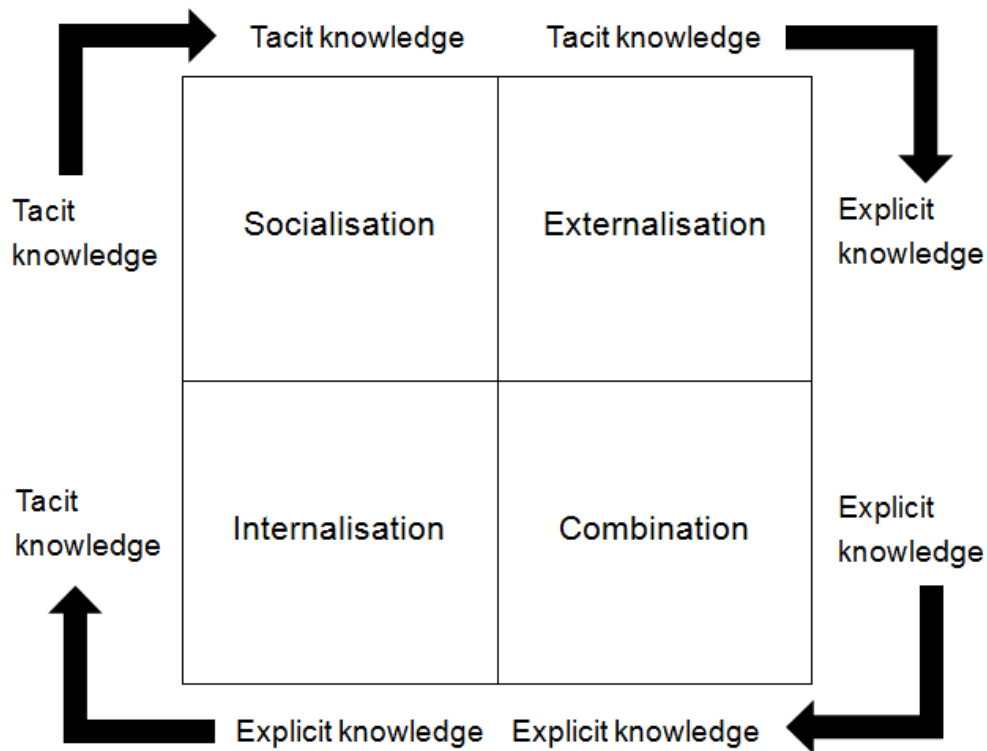 Tacit knowledge Tacit knowledge
Tacit
knowledge
Socialisation Externalisation
Explicit
knowledge
Tacit
knowledge
Internalisation Combination
Explicit
knowledge
Explicit knowledge Explicit knowledge